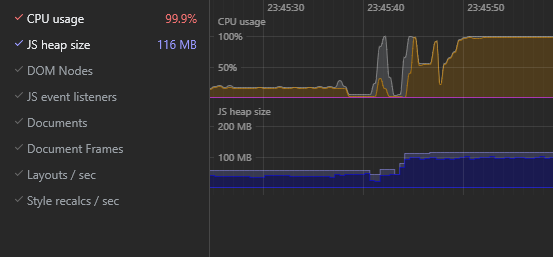 CPU usage 99.9%
JS heap size 116 MB
DOM Nodes
JS event listeners
Documents
Document Frames
Layouts / sec
Style recalcs / sec
23:45:30 23:45:40 23:45:50
CPU usage
100%
50%
JS heap size
200 MB
100 MB